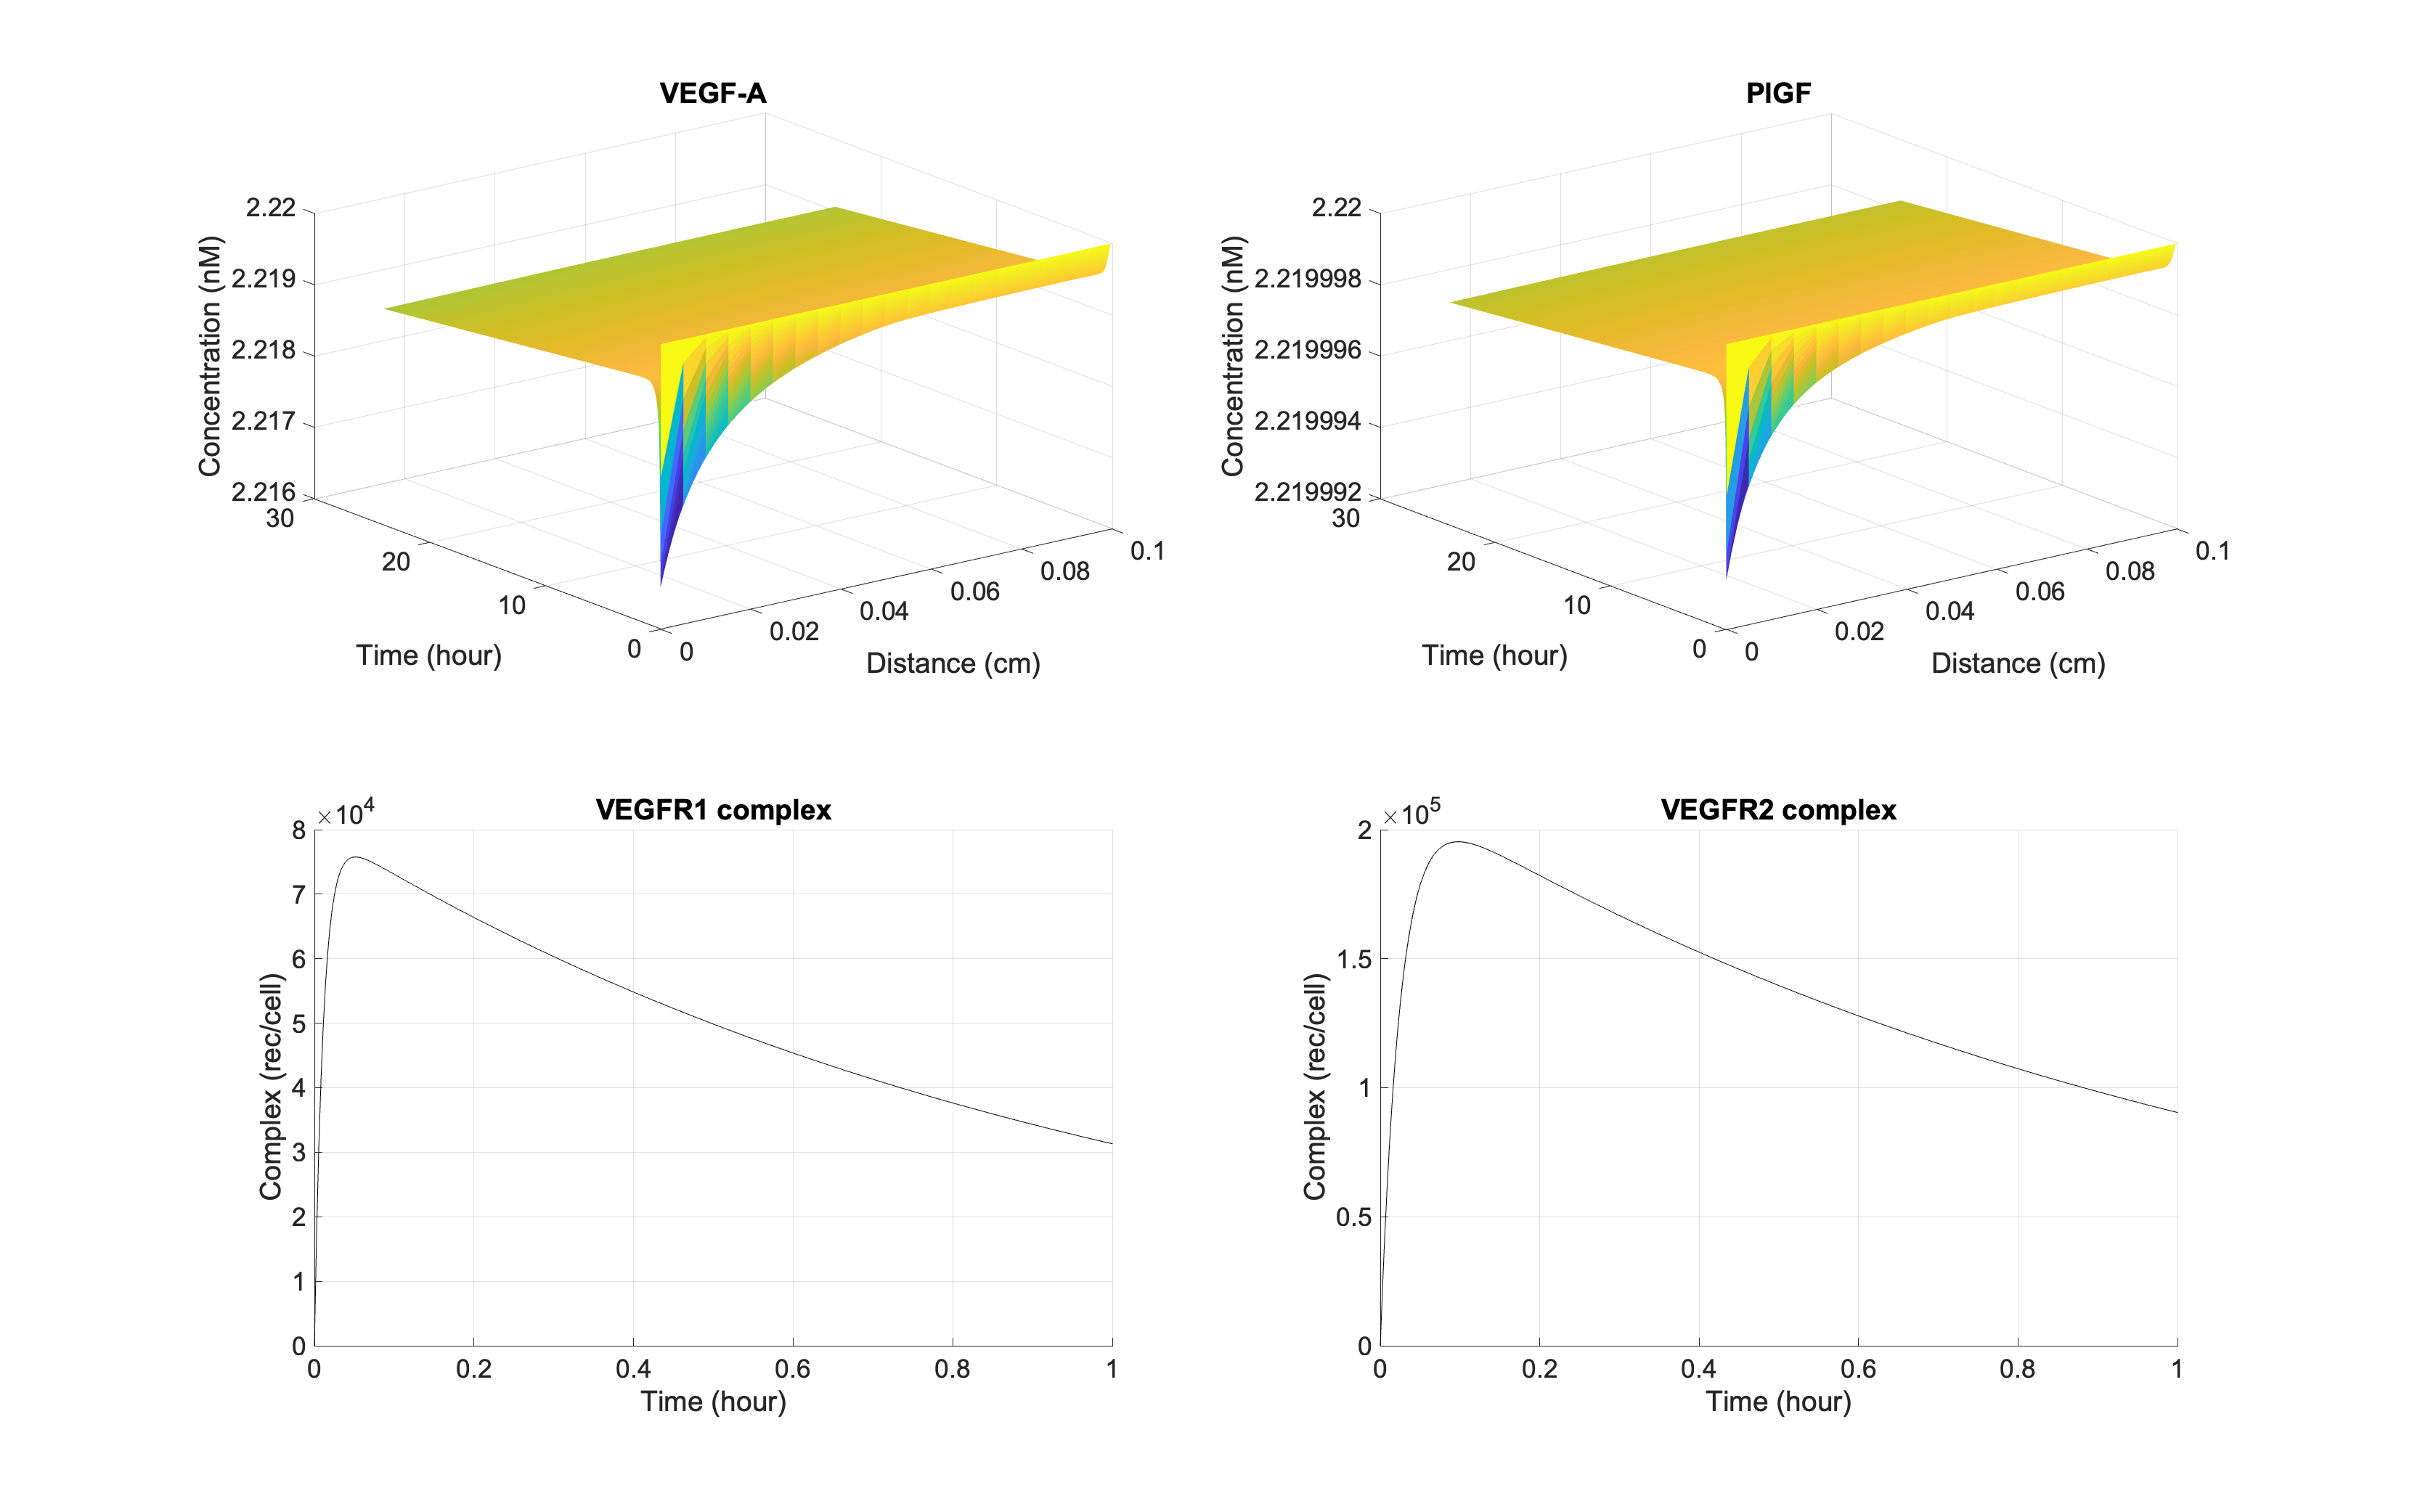 VEGF-A
Concentration (nM)
2.22
2.219
2.218
2.217
2.216
30
20
10
0
Time (hour)
0
0.02
0.04
0.06
0.08
0.1
Distance (cm)
PlGF
Concentration (nM)
2.22
2.219998
2.219996
2.219994
2.219992
30
20
10
0
Time (hour)
0
0.02
0.04
0.06
0.08
0.1
Distance (cm)
VEGFR1 complex
×10⁴
Complex (rec/cell)
8
7
6
5
4
3
2
1
0
0 0.2 0.4 0.6 0.8 1
Time (hour)
VEGFR2 complex
×10⁵
Complex (rec/cell)
2
1.5
1
0.5
0
0 0.2 0.4 0.6 0.8 1
Time (hour)